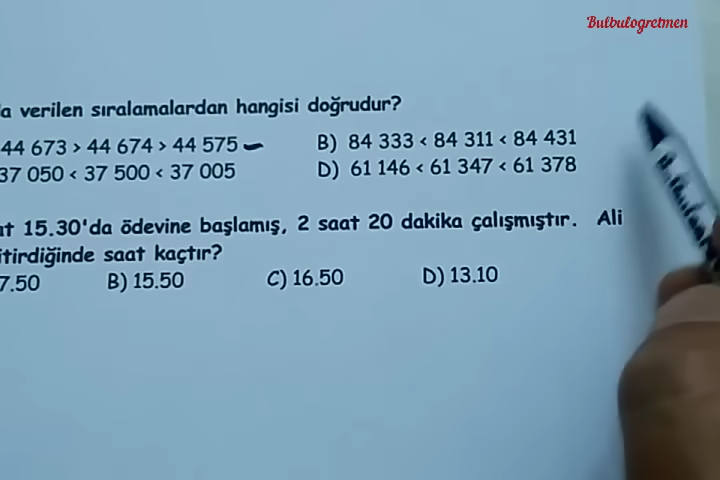 Bulbulogretmen
verilen sıralamalardan hangisi doğrudur?
44 673 > 44 674 > 44 575 B) 84 333 < 84 311 < 84 431
37 050 < 37 500 < 37 005 D) 61 146 < 61 347 < 61 378
15.30'da ödevine başlamış, 2 saat 20 dakika çalışmıştır. Ali
saat kaçtır?
7.50 B) 15.50 C) 16.50 D) 13.10